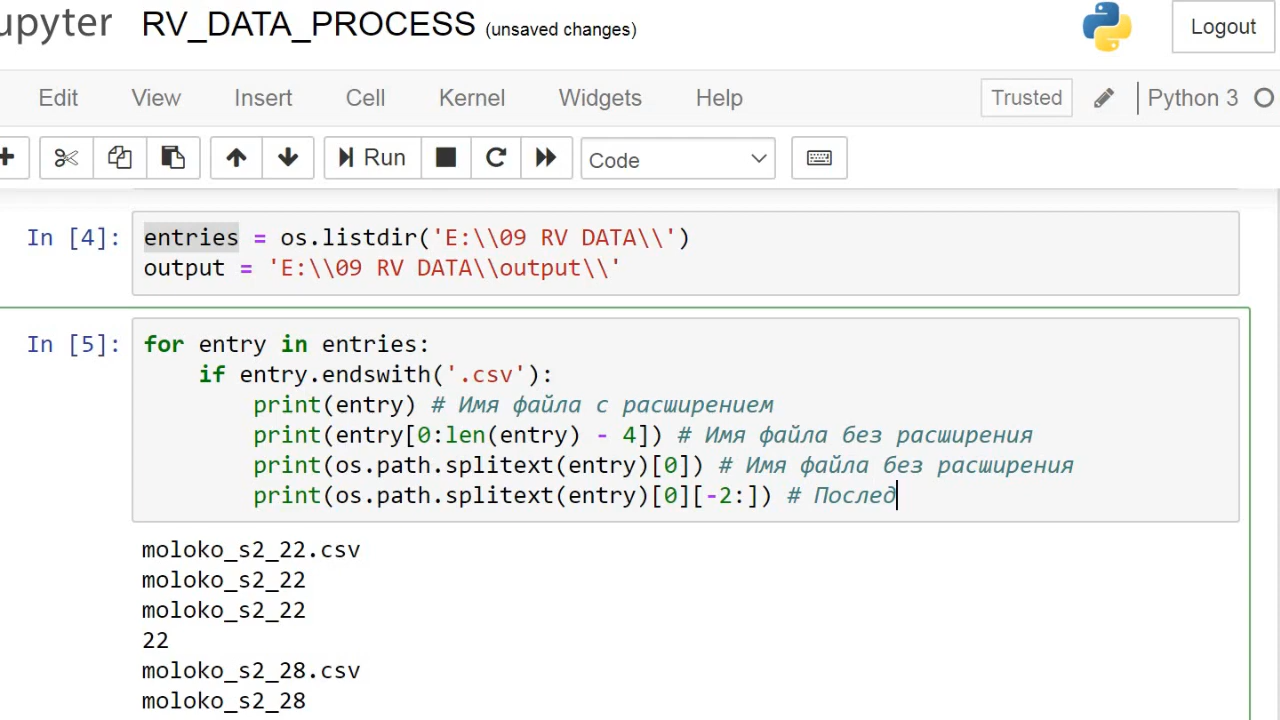 upyter RV_DATA_PROCESS (unsaved changes) Logout
Edit View Insert Cell Kernel Widgets Help Trusted Python 3
Run Code
In [4]: entries = os.listdir('E:\\09 RV DATA\\')
output = 'E:\\09 RV DATA\\output\\'
In [5]: for entry in entries:
if entry.endswith('.csv'):
print(entry) # Имя файла с расширением
print(entry[0:len(entry) - 4]) # Имя файла без расширения
print(os.path.splitext(entry)[0]) # Имя файла без расширения
print(os.path.splitext(entry)[0][-2:]) # Послед
moloko_s2_22.csv
moloko_s2_22
moloko_s2_22
22
moloko_s2_28.csv
moloko_s2_28